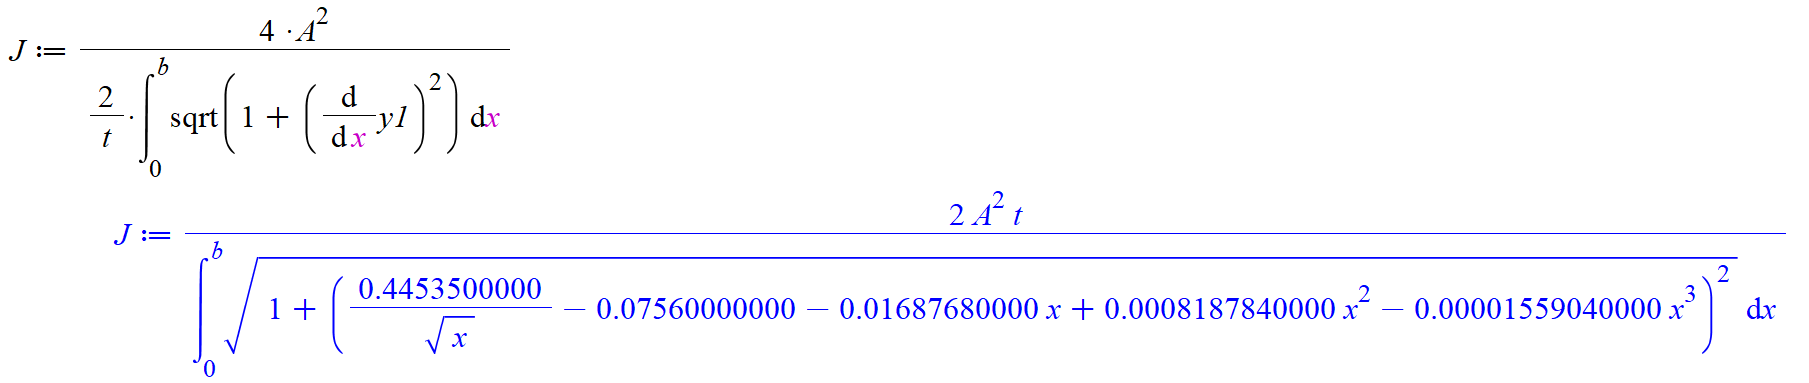 J := (4 · A^2) / ((2/t) · ∫_0^b sqrt(1 + (d/dx y1)^2) dx)
J := (2 A^2 t) / (∫_0^b √(1 + (0.4453500000/√x − 0.07560000000 − 0.01687680000 x + 0.0008187840000 x^2 − 0.00001559040000 x^3)^2) dx)